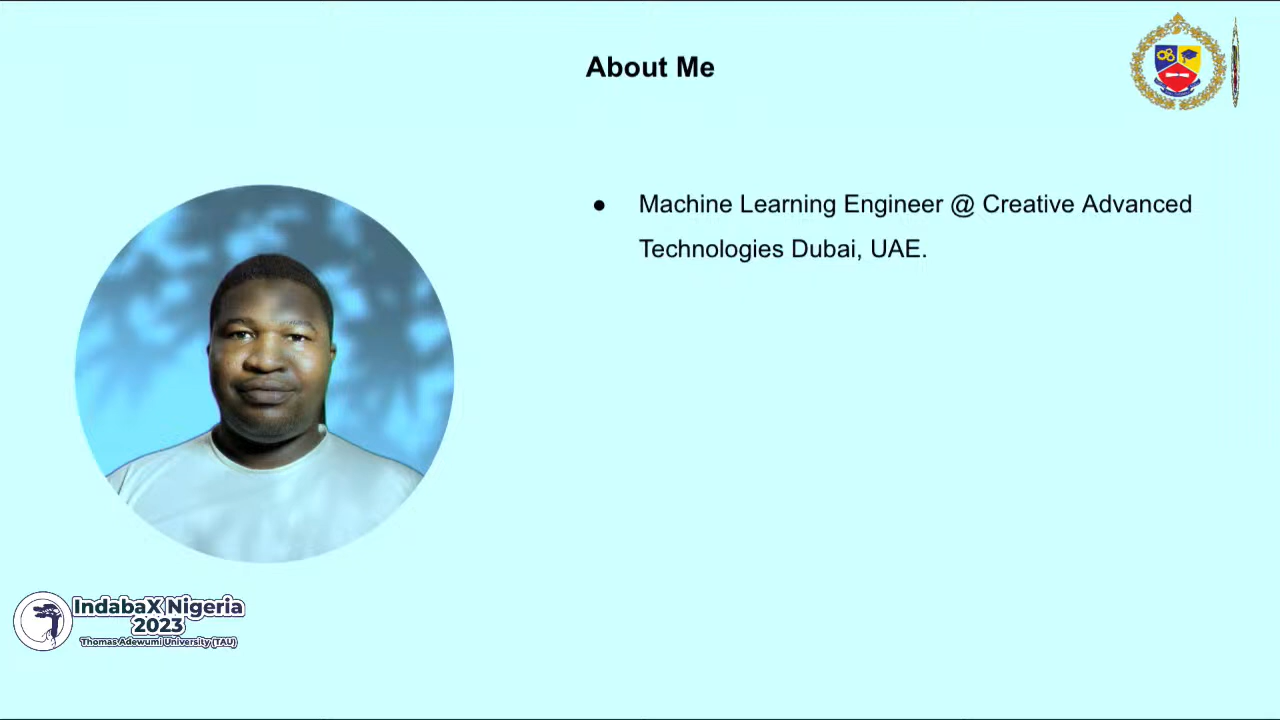 About Me
● Machine Learning Engineer @ Creative Advanced
Technologies Dubai, UAE.
IndabaX Nigeria
2023
Thomas Adewumi University (TAU)